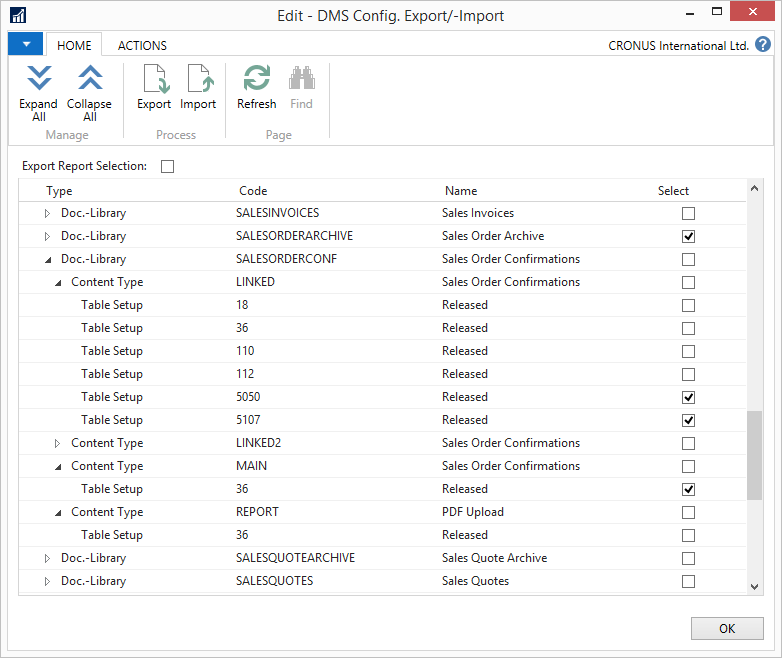 Edit - DMS Config. Export/-Import
HOME ACTIONS CRONUS International Ltd. ?
Expand All Collapse All Export Import Refresh Find
Manage Process Page
Export Report Selection:
Type Code Name Select
Doc.-Library SALESINVOICES Sales Invoices
Doc.-Library SALESORDERARCHIVE Sales Order Archive
Doc.-Library SALESORDERCONF Sales Order Confirmations
Content Type LINKED Sales Order Confirmations
Table Setup 18 Released
Table Setup 36 Released
Table Setup 110 Released
Table Setup 112 Released
Table Setup 5050 Released
Table Setup 5107 Released
Content Type LINKED2 Sales Order Confirmations
Content Type MAIN Sales Order Confirmations
Table Setup 36 Released
Content Type REPORT PDF Upload
Table Setup 36 Released
Doc.-Library SALESQUOTEARCHIVE Sales Quote Archive
Doc.-Library SALESQUOTES Sales Quotes
OK